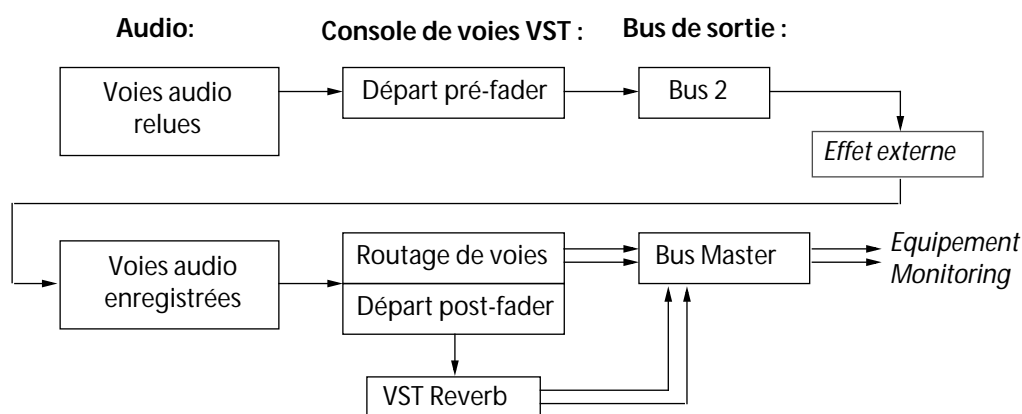 Audio:
Console de voies VST :
Bus de sortie :
Voies audio
relues
Départ pré-fader
Bus 2
Effet externe
Voies audio
enregistrées
Routage de voies
Départ post-fader
Bus Master
Equipement
Monitoring
VST Reverb